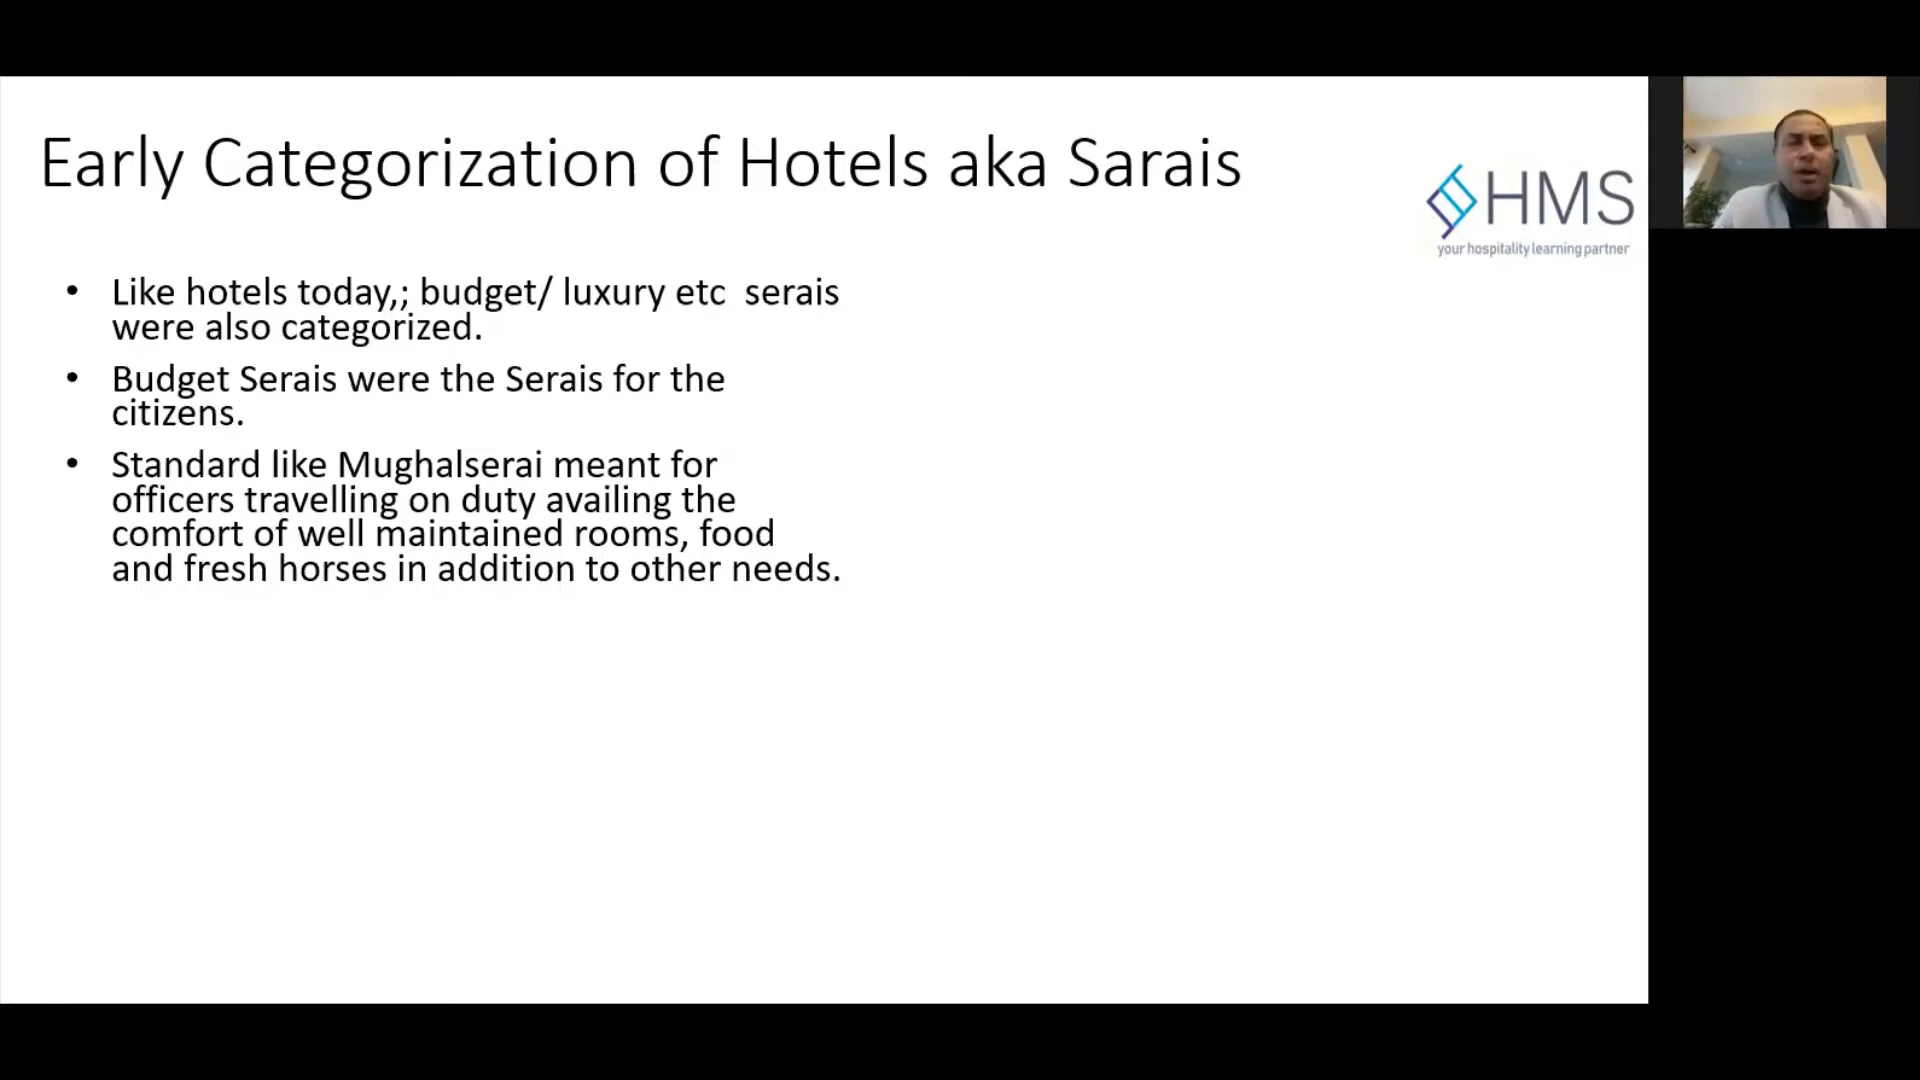 Early Categorization of Hotels aka Sarais
HMS
your hospitality learning partner
• Like hotels today,; budget/ luxury etc  serais
were also categorized.
• Budget Serais were the Serais for the
citizens.
• Standard like Mughalserai meant for
officers travelling on duty availing the
comfort of well maintained rooms, food
and fresh horses in addition to other needs.